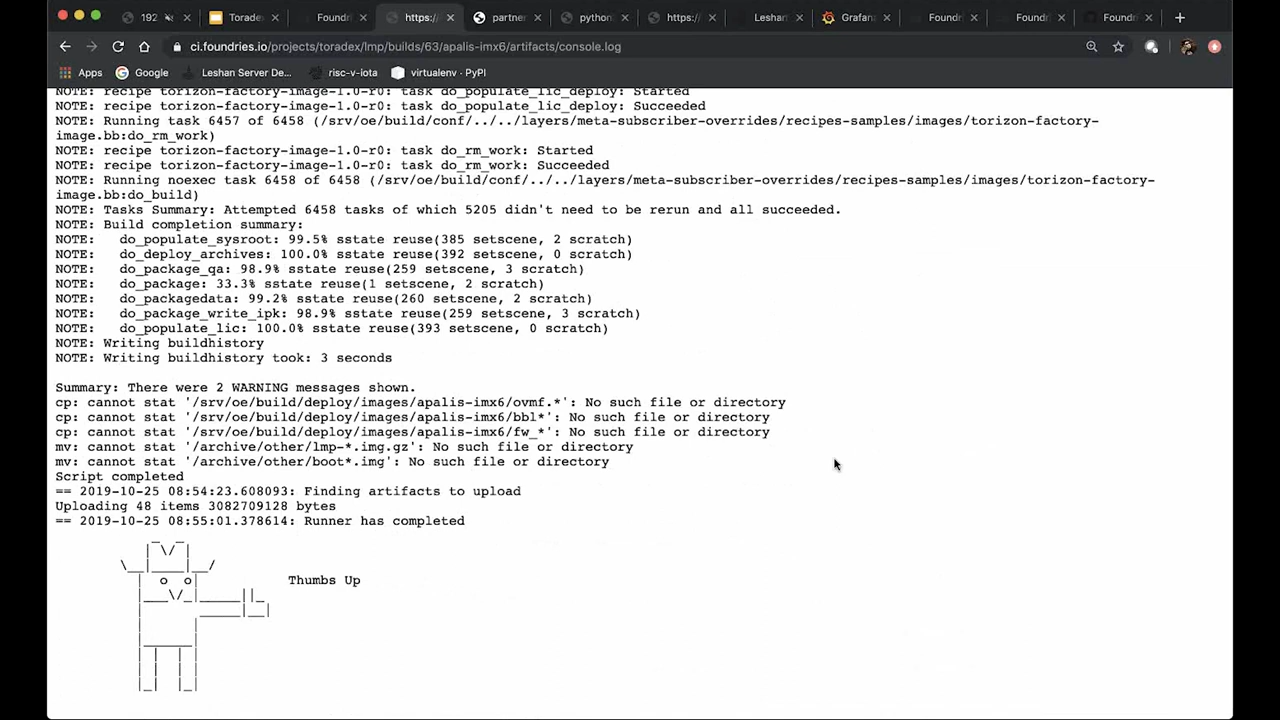 192
Toradex
Foundri
https:/
partner
python
https:/
Leshan
Grafan
Foundr
Foundri
Foundr
ci.foundries.io/projects/toradex/lmp/builds/63/apalis-imx6/artifacts/console.log
Apps Google Leshan Server De... risc-v-iota virtualenv · PyPI
NOTE: recipe torizon-factory-image-1.0-r0: task do_populate_lic_deploy: Started
NOTE: recipe torizon-factory-image-1.0-r0: task do_populate_lic_deploy: Succeeded
NOTE: Running task 6457 of 6458 (/srv/oe/build/conf/../../layers/meta-subscriber-overrides/recipes-samples/images/torizon-factory-
image.bb:do_rm_work)
NOTE: recipe torizon-factory-image-1.0-r0: task do_rm_work: Started
NOTE: recipe torizon-factory-image-1.0-r0: task do_rm_work: Succeeded
NOTE: Running noexec task 6458 of 6458 (/srv/oe/build/conf/../../layers/meta-subscriber-overrides/recipes-samples/images/torizon-factory-
image.bb:do_build)
NOTE: Tasks Summary: Attempted 6458 tasks of which 5205 didn't need to be rerun and all succeeded.
NOTE: Build completion summary:
NOTE:   do_populate_sysroot: 99.5% sstate reuse(385 setscene, 2 scratch)
NOTE:   do_deploy_archives: 100.0% sstate reuse(392 setscene, 0 scratch)
NOTE:   do_package_qa: 98.9% sstate reuse(259 setscene, 3 scratch)
NOTE:   do_package: 33.3% sstate reuse(1 setscene, 2 scratch)
NOTE:   do_packagedata: 99.2% sstate reuse(260 setscene, 2 scratch)
NOTE:   do_package_write_ipk: 98.9% sstate reuse(259 setscene, 3 scratch)
NOTE:   do_populate_lic: 100.0% sstate reuse(393 setscene, 0 scratch)
NOTE: Writing buildhistory
NOTE: Writing buildhistory took: 3 seconds
Summary: There were 2 WARNING messages shown.
cp: cannot stat '/srv/oe/build/deploy/images/apalis-imx6/ovmf.*': No such file or directory
cp: cannot stat '/srv/oe/build/deploy/images/apalis-imx6/bbl*': No such file or directory
cp: cannot stat '/srv/oe/build/deploy/images/apalis-imx6/fw_*': No such file or directory
mv: cannot stat '/archive/other/lmp-*.img.gz': No such file or directory
mv: cannot stat '/archive/other/boot*.img': No such file or directory
Script completed
== 2019-10-25 08:54:23.608093: Finding artifacts to upload
Uploading 48 items 3082709128 bytes
== 2019-10-25 08:55:01.378614: Runner has completed
Thumbs Up